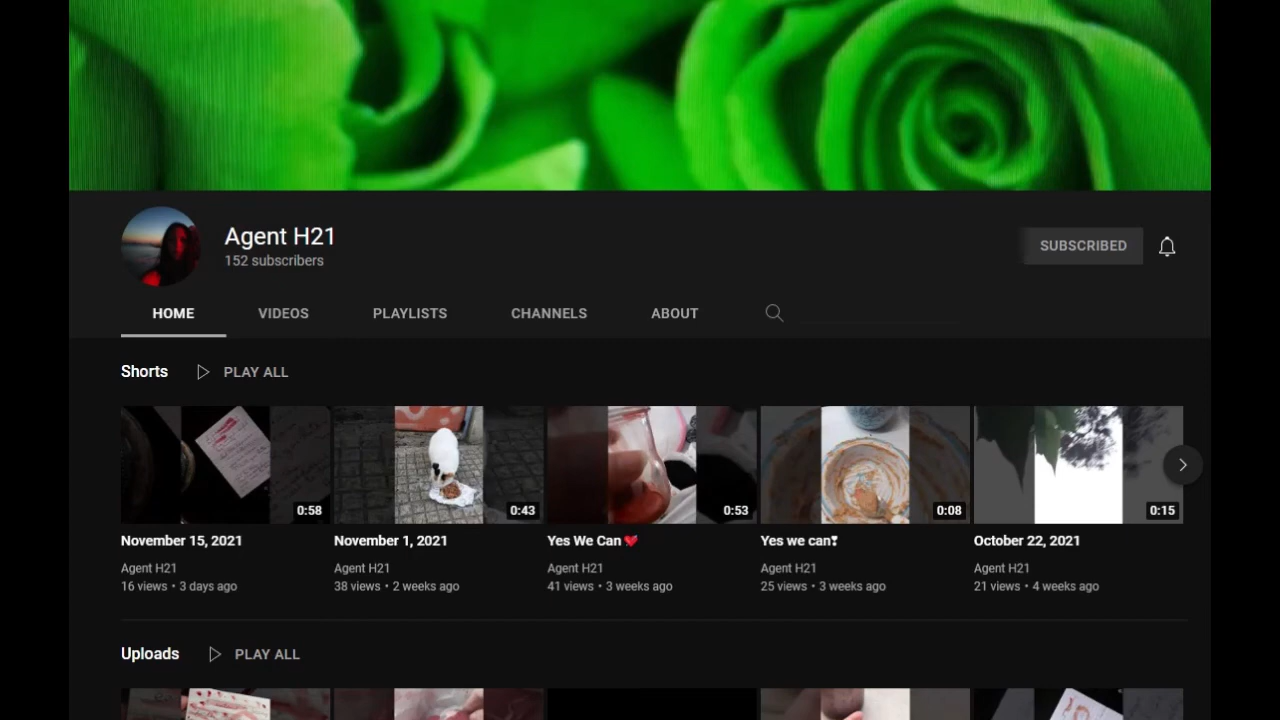 Agent H21
152 subscribers
SUBSCRIBED
HOME VIDEOS PLAYLISTS CHANNELS ABOUT
Shorts PLAY ALL
0:58 0:43 0:53 0:08 0:15
November 15, 2021 November 1, 2021 Yes We Can ❤ Yes we can❣ October 22, 2021
Agent H21 Agent H21 Agent H21 Agent H21 Agent H21
16 views • 3 days ago 38 views • 2 weeks ago 41 views • 3 weeks ago 25 views • 3 weeks ago 21 views • 4 weeks ago
Uploads PLAY ALL